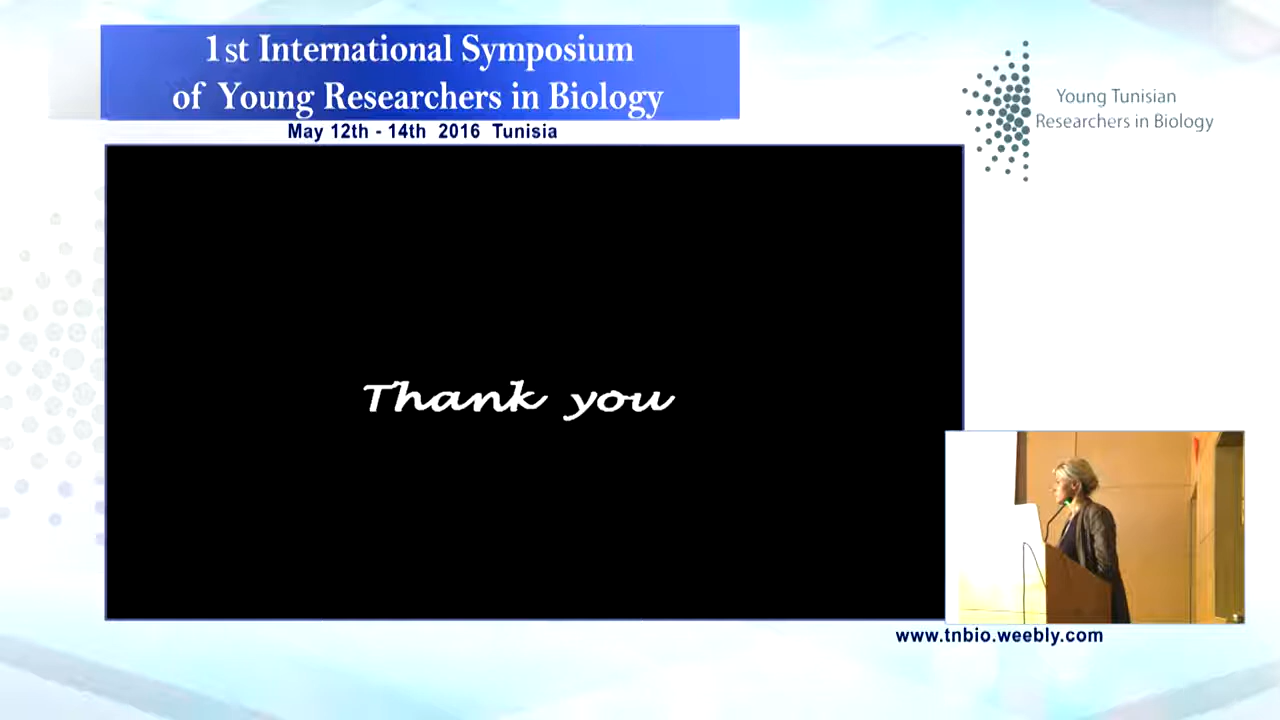 1st International Symposium
of Young Researchers in Biology
May 12th - 14th 2016 Tunisia
Young Tunisian
Researchers in Biology
Thank you
www.tnbio.weebly.com